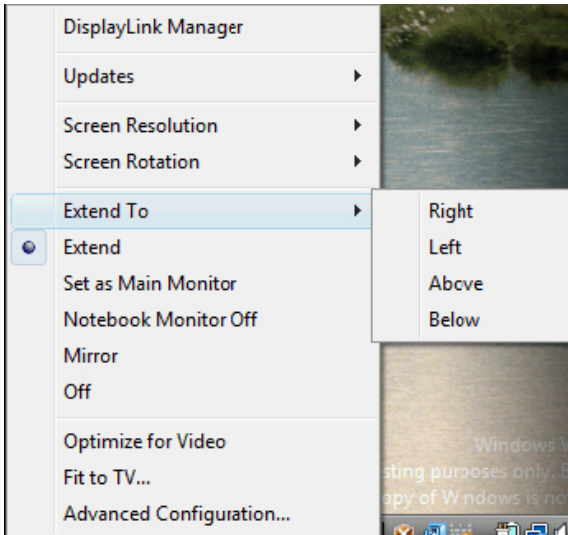 DisplayLink Manager
Updates
Screen Resolution
Screen Rotation
Extend To
Right
Extend
Left
Set as Main Monitor
Above
Notebook Monitor Off
Below
Mirror
Off
Optimize for Video
Windows V
Fit to TV...
sting purposes only. B
Advanced Configuration...
opy of Windows is no